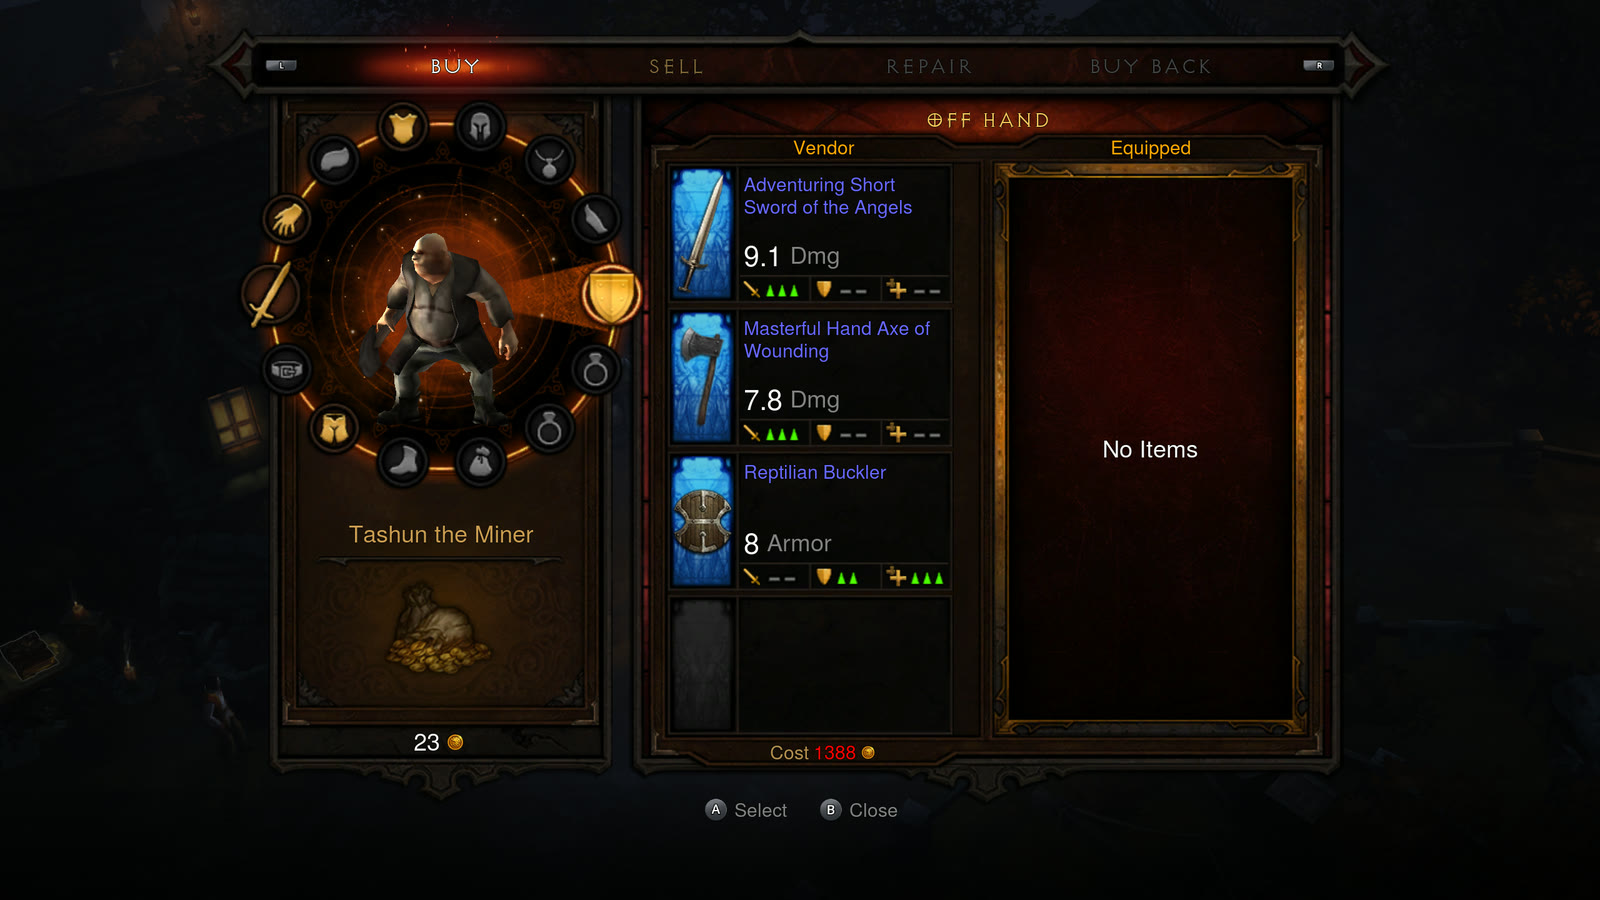 L
BUY
SELL
REPAIR
BUY BACK
R
OFF HAND
Vendor
Equipped
Adventuring Short
Sword of the Angels
9.1 Dmg
Masterful Hand Axe of
Wounding
7.8 Dmg
Reptilian Buckler
8 Armor
No Items
Tashun the Miner
23
Cost 1388
A Select
B Close